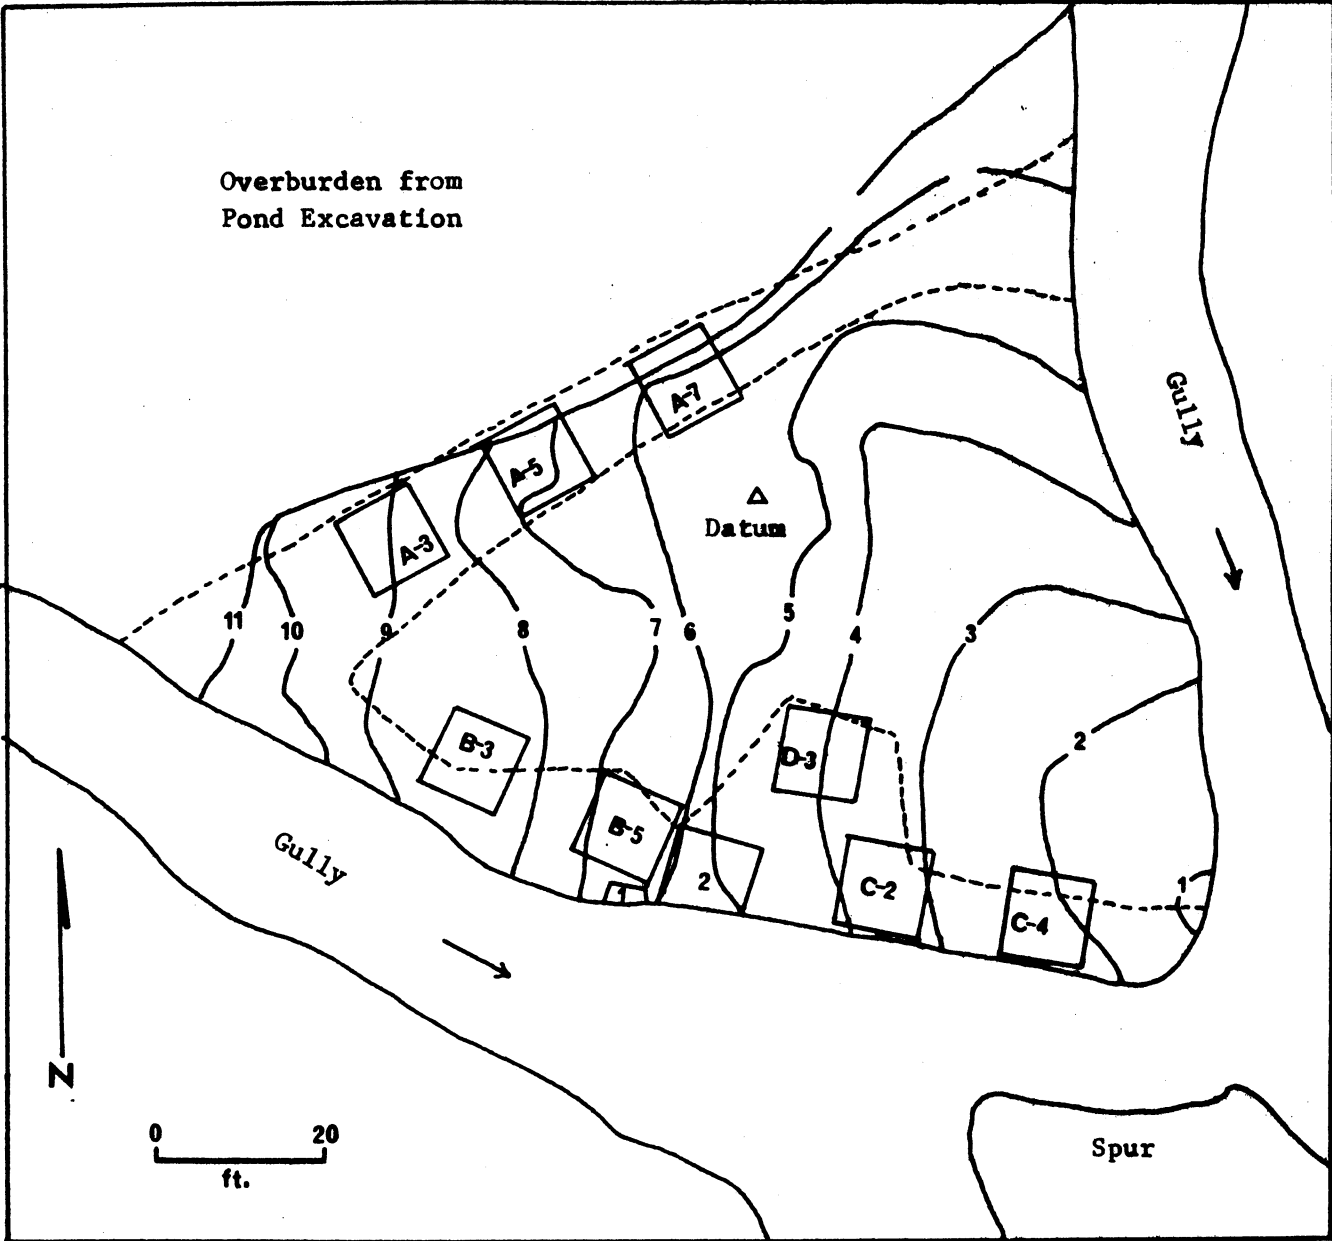 Overburden from
Pond Excavation
Gully
A-7
A-5
Datum
A-3
11
10
9
8
7
6
5
4
3
2
B-3
D-3
B-5
Gully
2
C-2
1
C-4
1
N
0 20
ft.
Spur